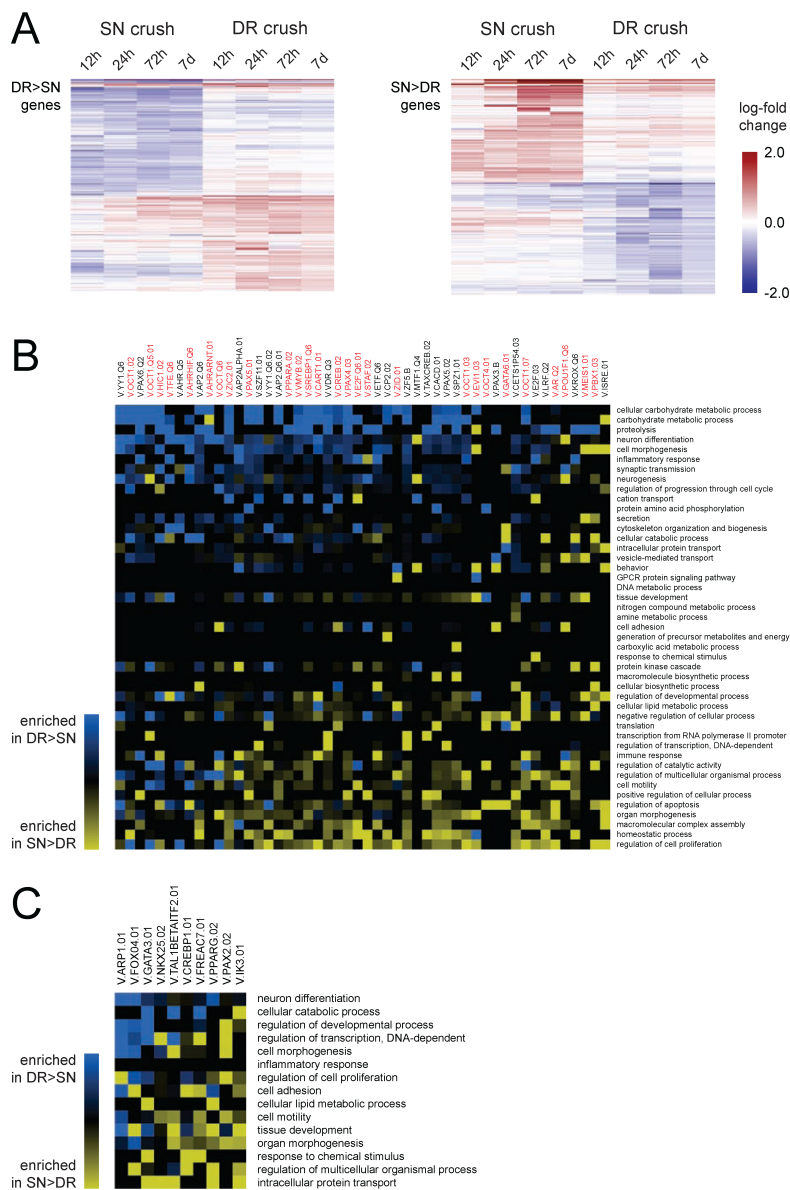 A
SN crush
DR crush
12h
24h
72h
7d
12h
24h
72h
7d
DR>SN
genes
SN crush
DR crush
12h
24h
72h
7d
12h
24h
72h
7d
SN>DR
genes
log-fold
change
2.0
0.0
-2.0
B
V.YY1.Q6
V.OCT1.02
V.PAX6.Q2
V.OCT1.Q5.01
V.HIC1.02
V.TFE.Q6
V.AHR.Q5
V.AHRHIF.Q6
V.AP2.Q6
V.AHRARNT.01
V.OCT.Q6
V.ZIC2.01
V.AP2ALPHA.01
V.PAX5.01
V.SZF11.01
V.YY1.Q6.02
V.AP2.Q6.01
V.PPARA.02
V.VMYB.02
V.SREBP1.Q6
V.CART1.01
V.VDR.Q3
V.CREB.02
V.PAX4.03
V.E2F.Q6.01
V.STAF.02
V.ETF.Q6
V.CP2.02
V.ZID.01
V.ZF5.B
V.MTF1.Q4
V.TAXCREB.02
V.CACD.01
V.PAX5.02
V.SPZ1.01
V.OCT1.03
V.EVI1.03
V.OCT4.01
V.PAX3.B
V.GATA6.01
V.CETS1P54.03
V.OCT1.07
V.E2F.03
V.LRF.Q2
V.AR.Q2
V.POU1F1.Q6
V.KROX.Q6
V.MEIS1.01
V.PBX1.03
V.ISRE.01
cellular carbohydrate metabolic process
carbohydrate metabolic process
proteolysis
neuron differentiation
cell morphogenesis
inflammatory response
synaptic transmission
neurogenesis
regulation of progression through cell cycle
cation transport
protein amino acid phosphorylation
secretion
cytoskeleton organization and biogenesis
cellular catabolic process
intracellular protein transport
vesicle-mediated transport
behavior
GPCR protein signaling pathway
DNA metabolic process
tissue development
nitrogen compound metabolic process
amine metabolic process
cell adhesion
generation of precursor metabolites and energy
carboxylic acid metabolic process
response to chemical stimulus
protein kinase cascade
macromolecule biosynthetic process
cellular biosynthetic process
regulation of developmental process
cellular lipid metabolic process
negative regulation of cellular process
translation
transcription from RNA polymerase II promoter
regulation of transcription, DNA-dependent
immune response
regulation of catalytic activity
regulation of multicellular organismal process
cell motility
positive regulation of cellular process
regulation of apoptosis
organ morphogenesis
macromolecular complex assembly
homeostatic process
regulation of cell proliferation
enriched
in DR>SN
enriched
in SN>DR
C
V.ARP1.01
V.FOXO4.01
V.GATA3.01
V.NKX25.02
V.TAL1BETAITF2.01
V.CREBP1.01
V.FREAC7.01
V.PPARG.02
V.PAX2.02
V.IK3.01
neuron differentiation
cellular catabolic process
regulation of developmental process
regulation of transcription, DNA-dependent
cell morphogenesis
inflammatory response
regulation of cell proliferation
cell adhesion
cellular lipid metabolic process
cell motility
tissue development
organ morphogenesis
response to chemical stimulus
regulation of multicellular organismal process
intracellular protein transport
enriched
in DR>SN
enriched
in SN>DR